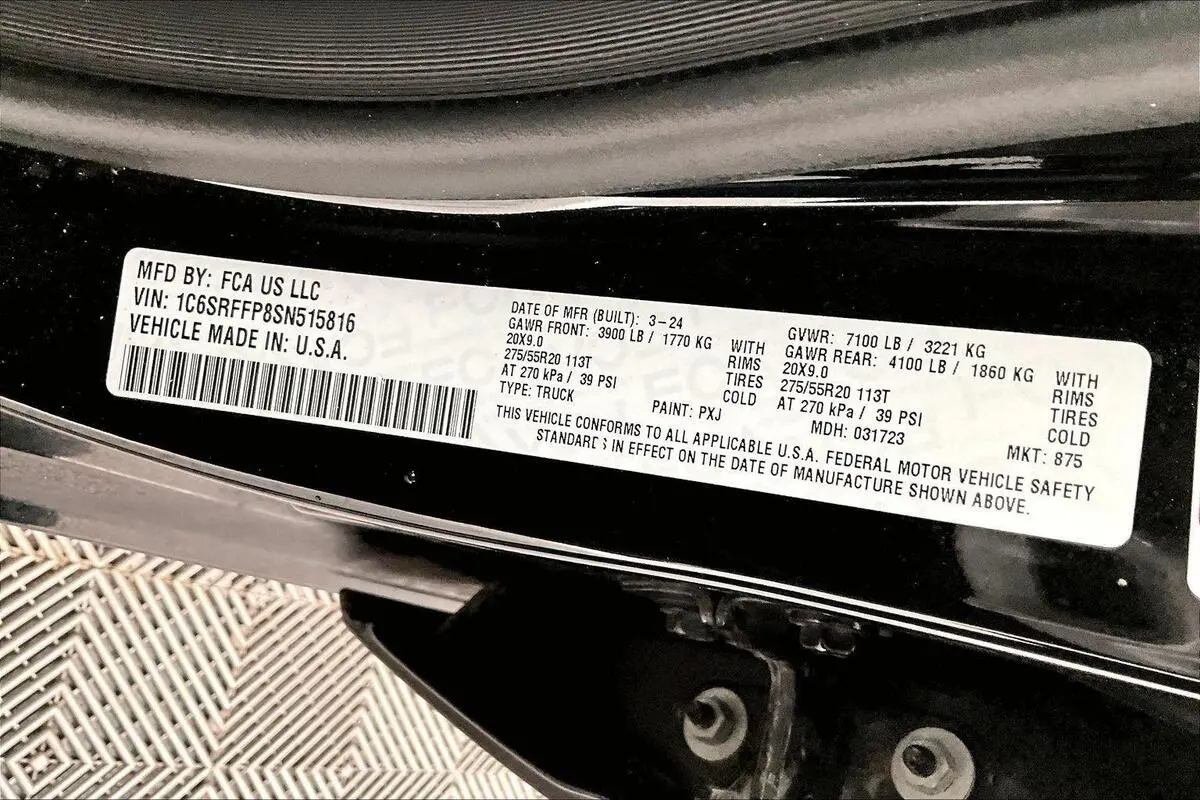 MFD BY: FCA US LLC
VIN: 1C6SRFFP8SN515816
VEHICLE MADE IN: U.S.A.
DATE OF MFR (BUILT): 3-24
GAWR FRONT: 3900 LB / 1770 KG WITH
20X9.0 RIMS
275/55R20 113T TIRES
AT 270 kPa / 39 PSI COLD
TYPE: TRUCK PAINT: PXJ
GVWR: 7100 LB / 3221 KG
GAWR REAR: 4100 LB / 1860 KG WITH
20X9.0 RIMS
275/55R20 113T TIRES
AT 270 kPa / 39 PSI COLD
MDH: 031723 MKT: 875
THIS VEHICLE CONFORMS TO ALL APPLICABLE U.S.A. FEDERAL MOTOR VEHICLE SAFETY
STANDARDS IN EFFECT ON THE DATE OF MANUFACTURE SHOWN ABOVE.